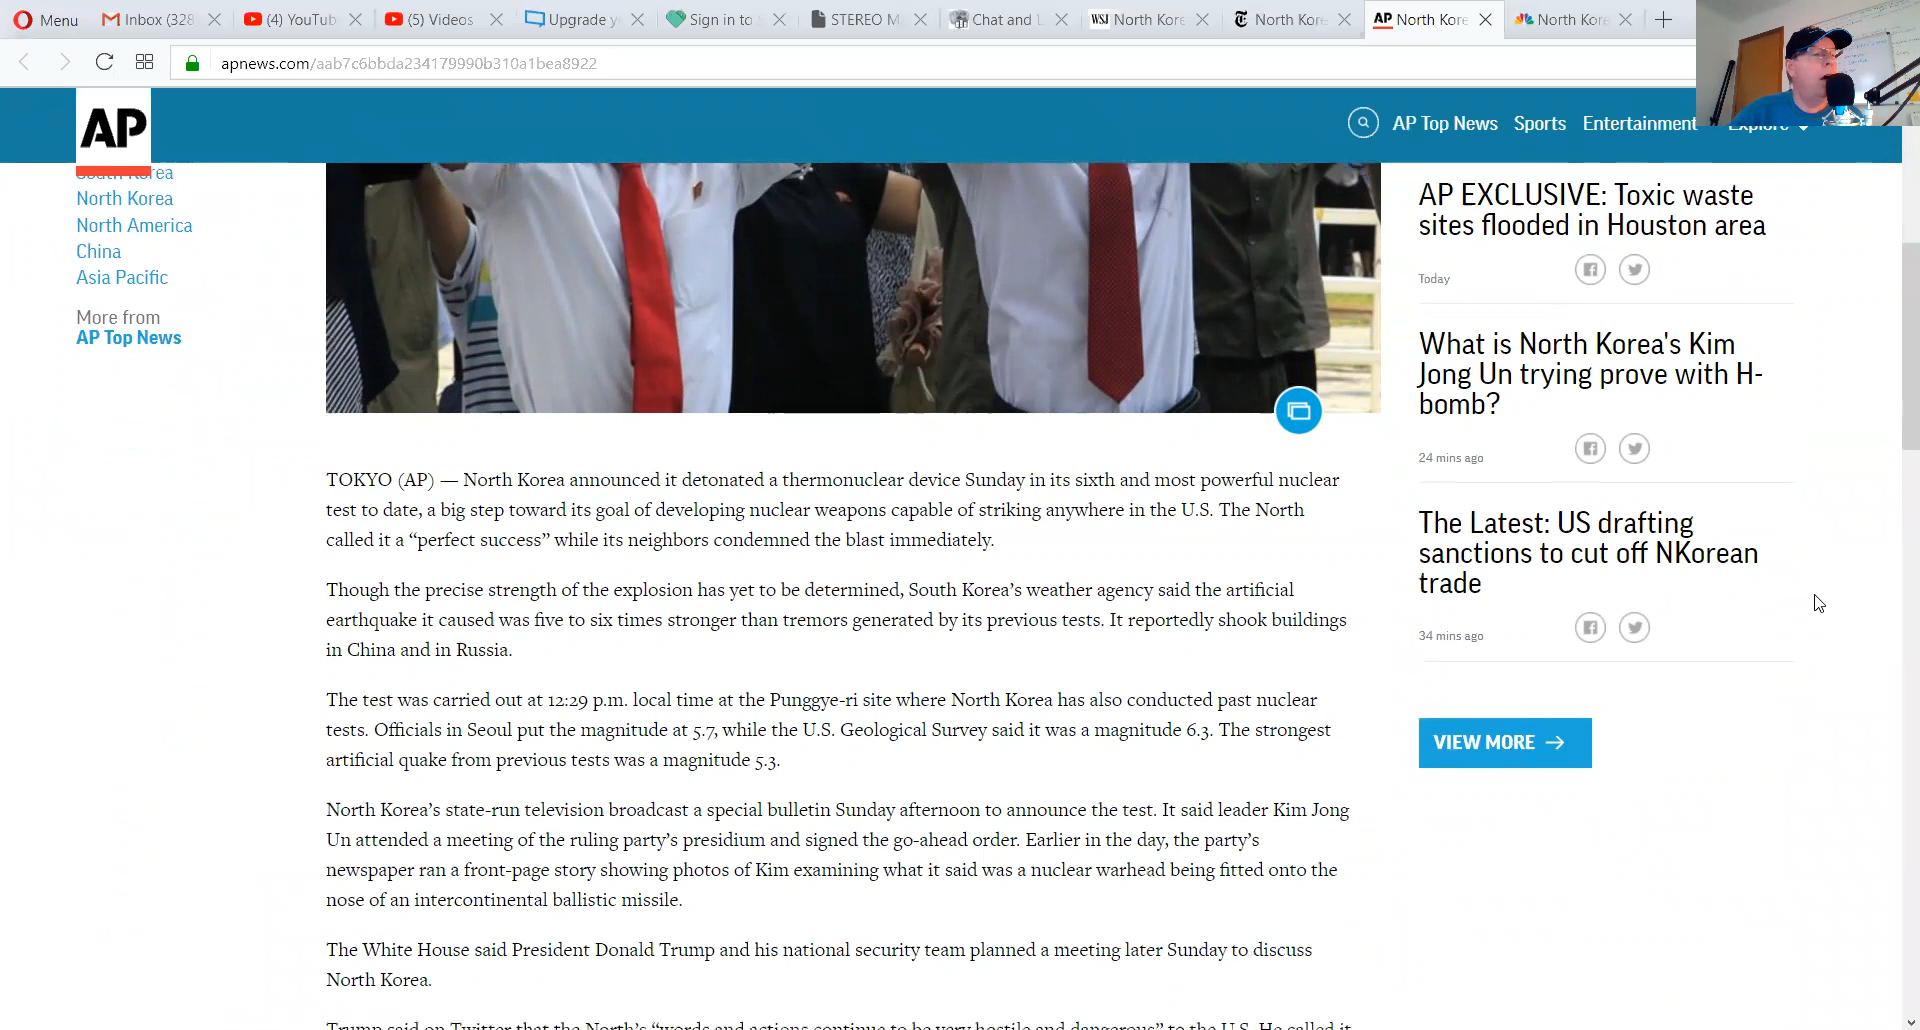 Menu
Inbox (328
(4) YouTub
(5) Videos
Upgrade y
Sign in to
STEREO M
Chat and
WSJ North Kore
North Kor
AP North Kore
North Ko
apnews.com/aab7c6bbda234179990b310a1bea8922
AP
AP Top News
Sports
Entertainment
Explore
South Korea
North Korea
North America
China
Asia Pacific
More from
AP Top News
TOKYO (AP) — North Korea announced it detonated a thermonuclear device Sunday in its sixth and most powerful nuclear
test to date, a big step toward its goal of developing nuclear weapons capable of striking anywhere in the U.S. The North
called it a “perfect success” while its neighbors condemned the blast immediately.
Though the precise strength of the explosion has yet to be determined, South Korea’s weather agency said the artificial
earthquake it caused was five to six times stronger than tremors generated by its previous tests. It reportedly shook buildings
in China and in Russia.
The test was carried out at 12:29 p.m. local time at the Punggye-ri site where North Korea has also conducted past nuclear
tests. Officials in Seoul put the magnitude at 5.7, while the U.S. Geological Survey said it was a magnitude 6.3. The strongest
artificial quake from previous tests was a magnitude 5.3.
North Korea’s state-run television broadcast a special bulletin Sunday afternoon to announce the test. It said leader Kim Jong
Un attended a meeting of the ruling party’s presidium and signed the go-ahead order. Earlier in the day, the party’s
newspaper ran a front-page story showing photos of Kim examining what it said was a nuclear warhead being fitted onto the
nose of an intercontinental ballistic missile.
The White House said President Donald Trump and his national security team planned a meeting later Sunday to discuss
North Korea.
Trump said on Twitter that the North’s “words and actions continue to be very hostile and dangerous” to the U.S. He called it
AP EXCLUSIVE: Toxic waste
sites flooded in Houston area
Today
What is North Korea's Kim
Jong Un trying prove with H-
bomb?
24 mins ago
The Latest: US drafting
sanctions to cut off NKorean
trade
34 mins ago
VIEW MORE